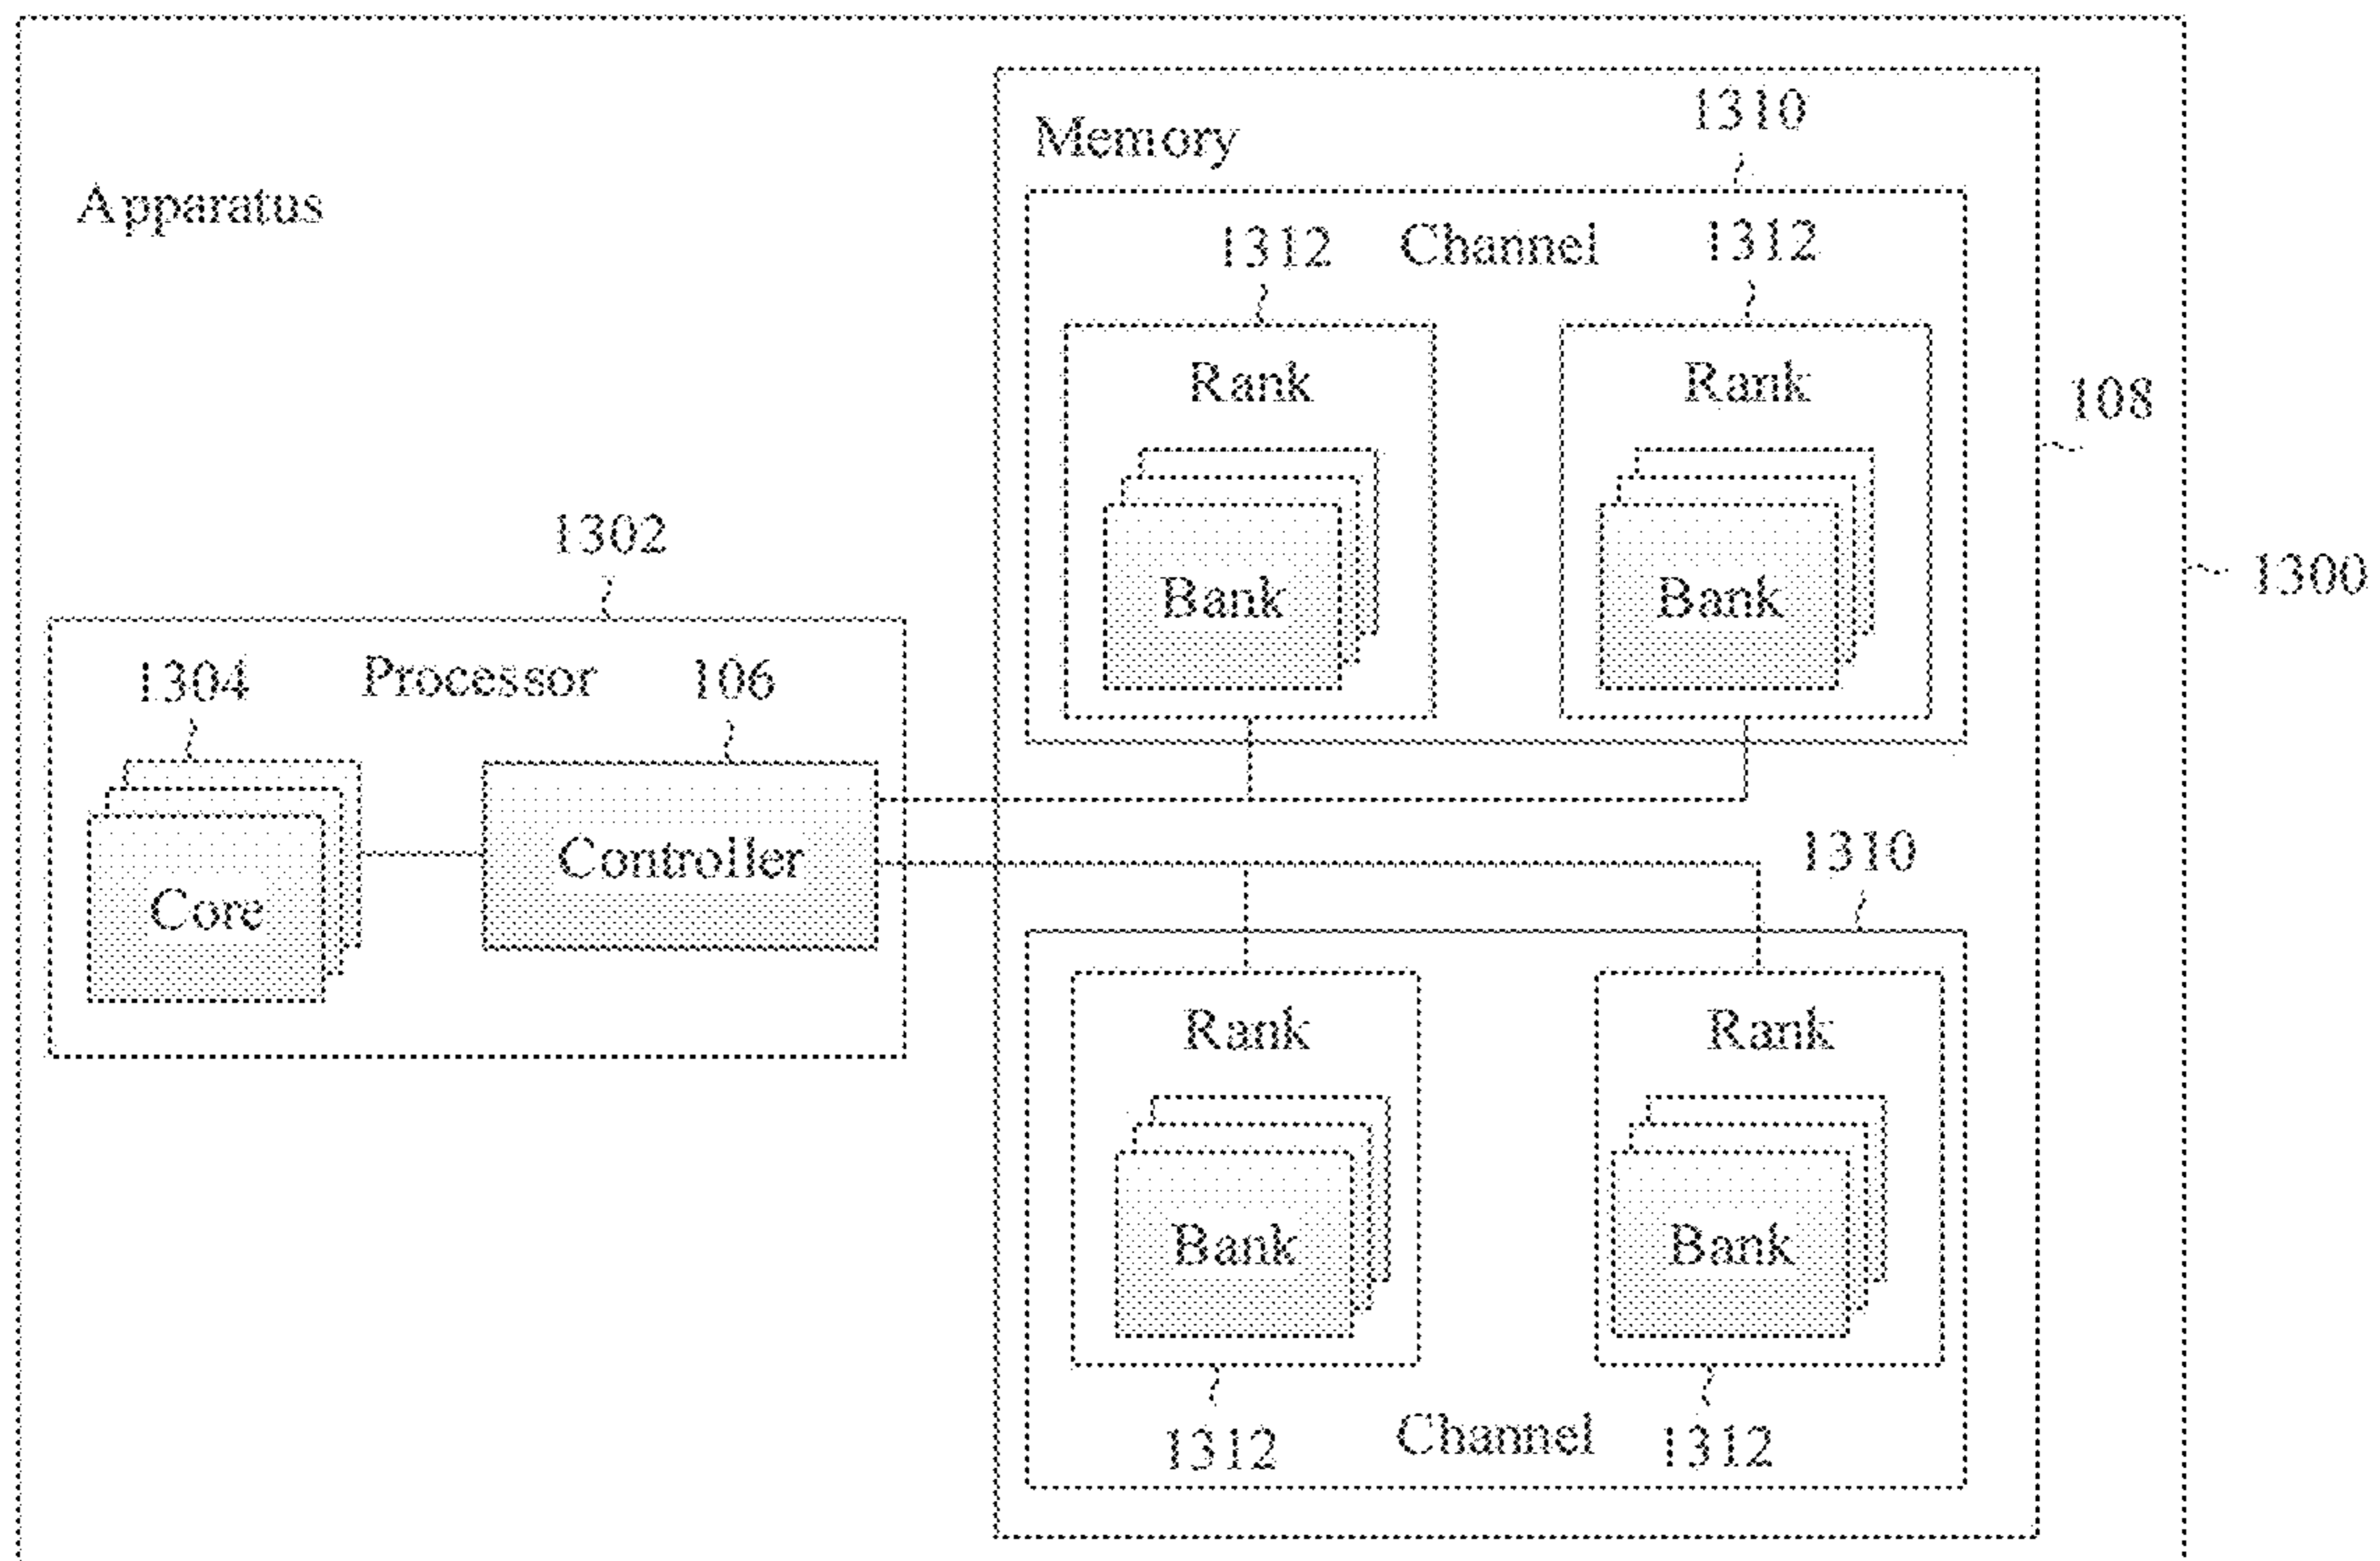 1310
Memory
Apparatus
1312 Channel 1312
Rank Rank
108
1302
1300
Bank Bank
1304 Processor 106
Controller
1310
Core
Rank Rank
Bank Bank
1312 Channel 1312